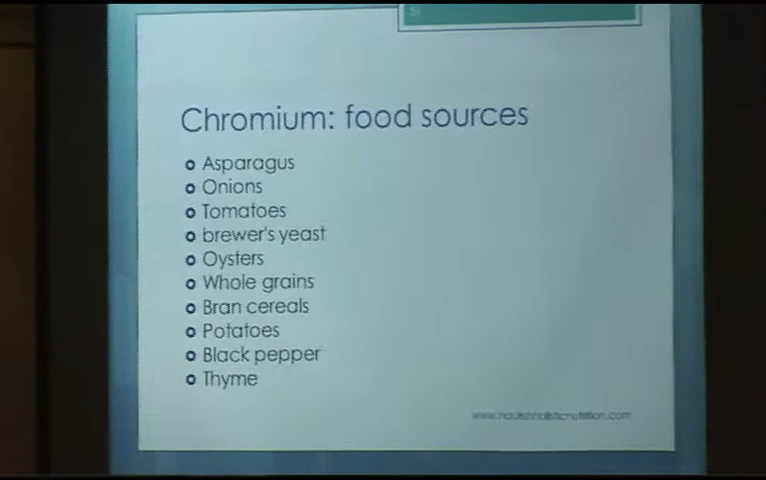 Chromium: food sources
Asparagus
Onions
Tomatoes
brewer's yeast
Oysters
Whole grains
Bran cereals
Potatoes
Black pepper
Thyme